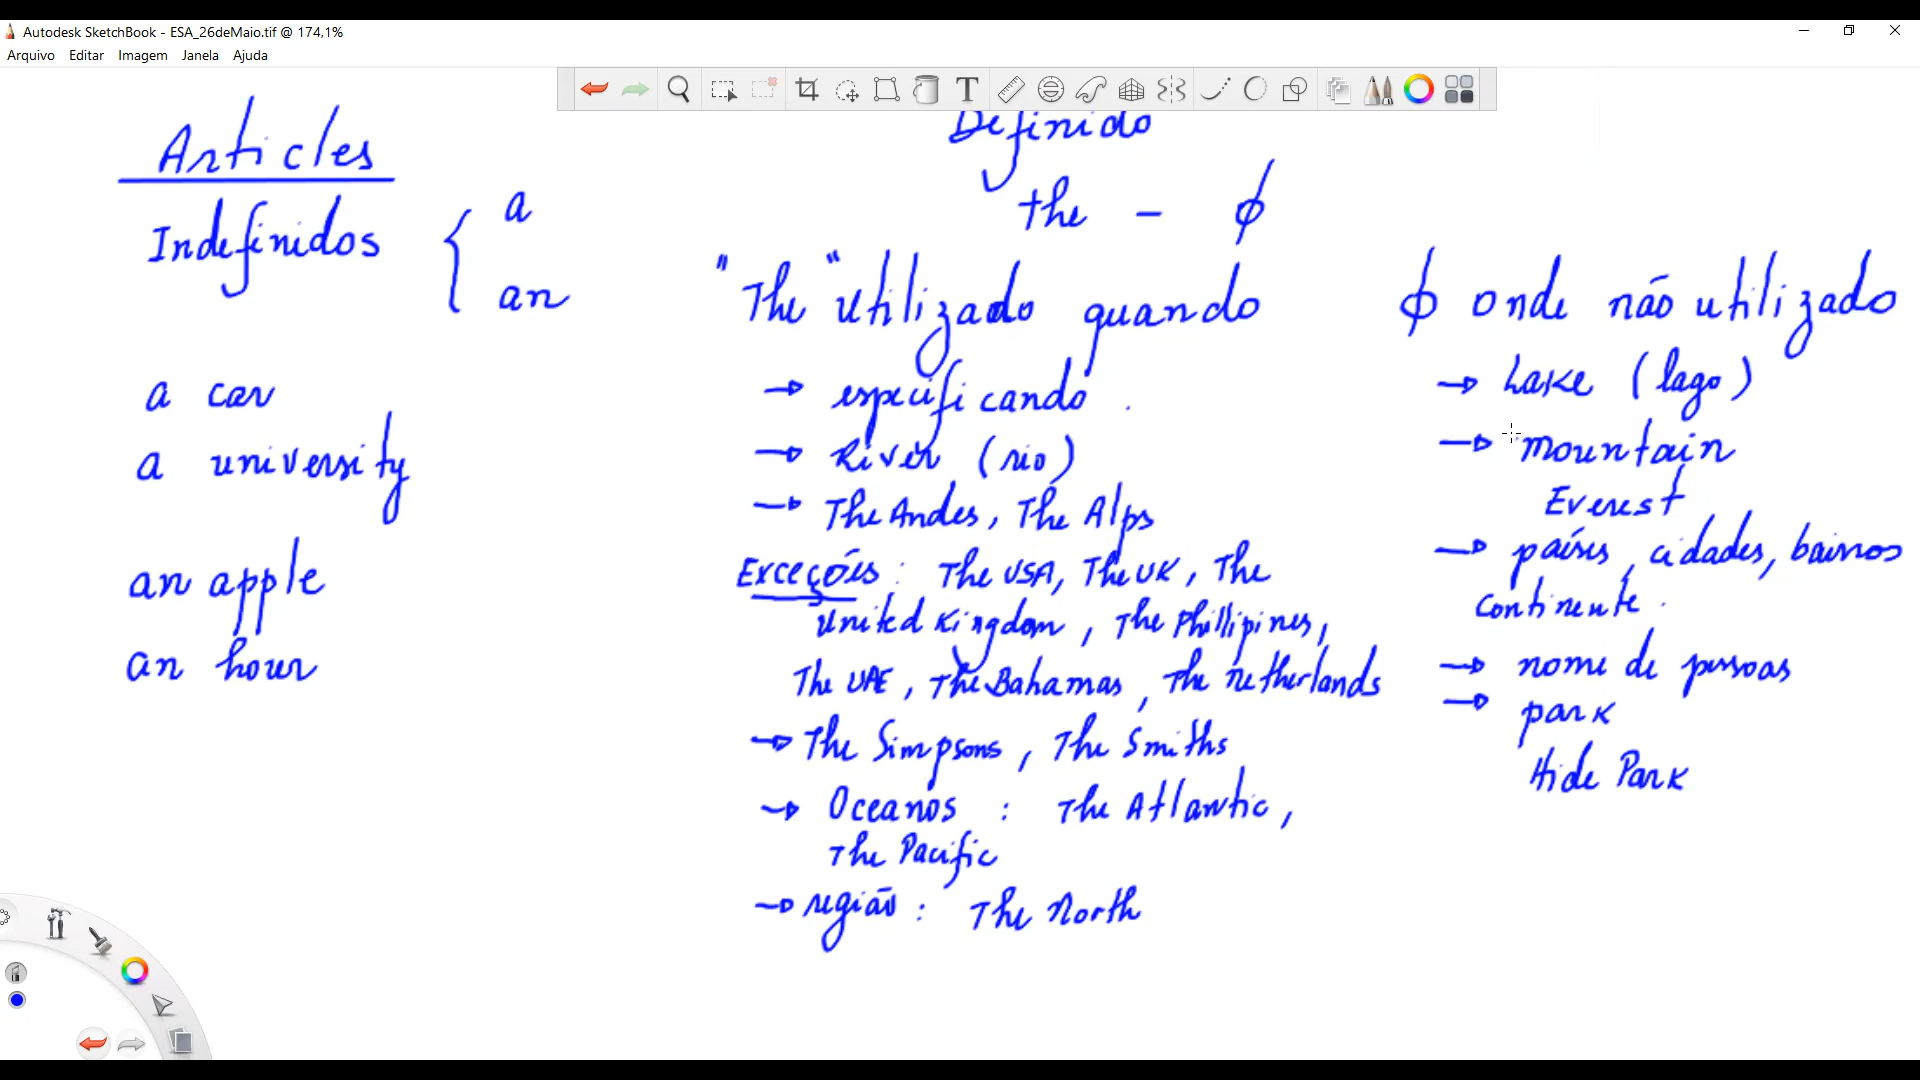 Autodesk SketchBook - ESA_26deMaio.tif @ 174,1%
Arquivo Editar Imagem Janela Ajuda
Articles
Indefinidos { a
an
a car
a university
an apple
an hour
Definido
the - ϕ
"The" utilizado quando
→ especificando.
→ River (rio)
→ The Andes, The Alps
Exceções: The USA, The UK, The
United Kingdom, The Phillipines,
The UAE, The Bahamas, The Netherlands
→ The Simpsons, The Smiths
→ Oceanos: The Atlantic,
The Pacific
→ região: The North
ϕ onde não utilizado
→ Lake (lago)
→ mountain
Everest
→ países, cidades, bairros
continente.
→ nome de pessoas
→ park
Hide Park